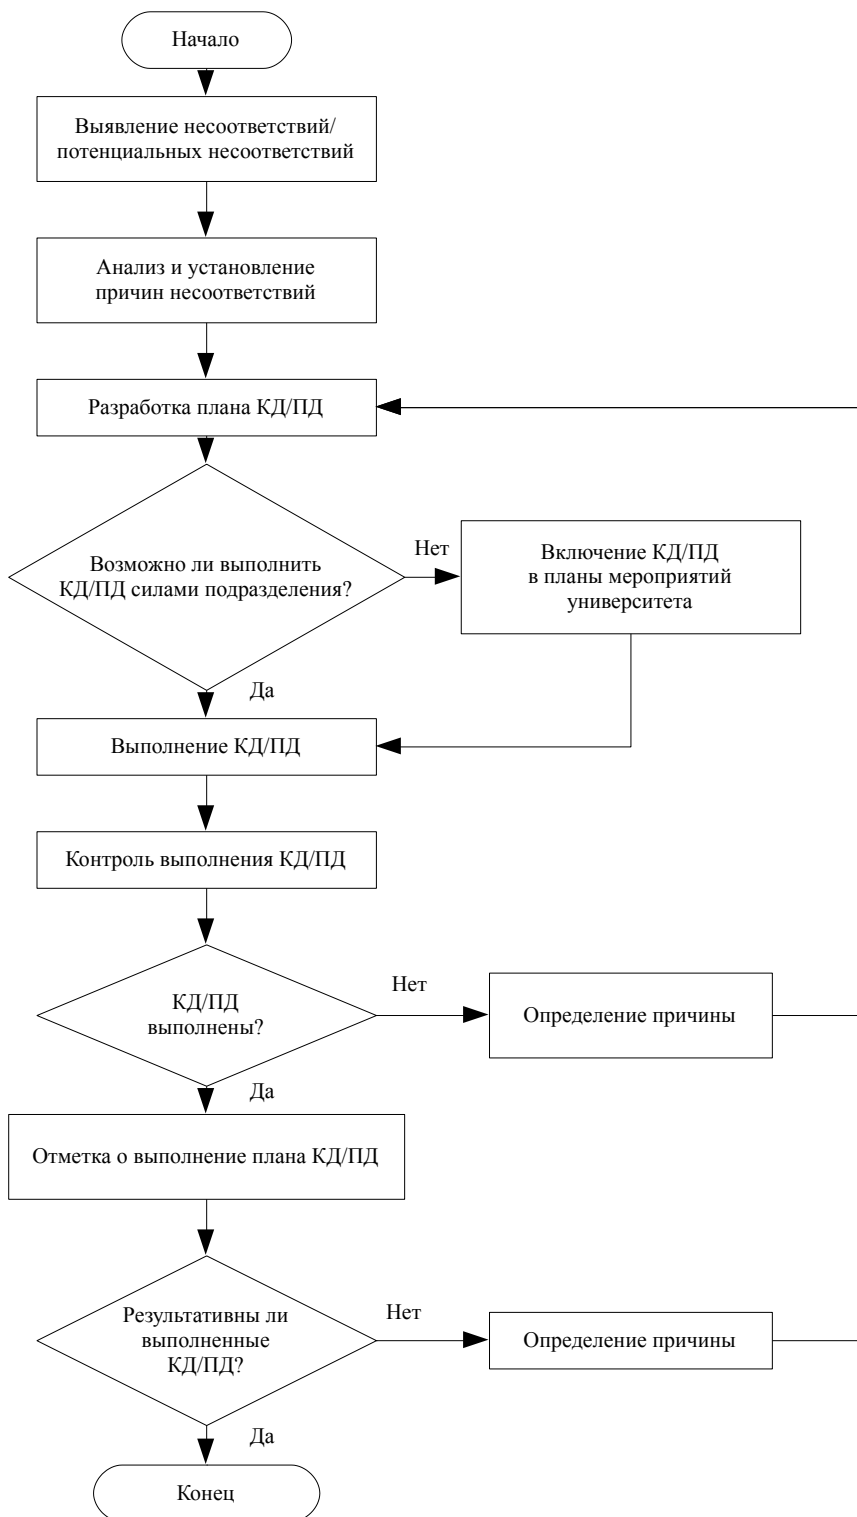 Начало
Выявление несоответствий/
потенциальных несоответствий
Анализ и установление
причин несоответствий
Разработка плана КД/ПД
Возможно ли выполнить
КД/ПД силами подразделения?
Нет
Включение КД/ПД
в планы мероприятий
университета
Да
Выполнение КД/ПД
Контроль выполнения КД/ПД
КД/ПД
выполнены?
Нет
Определение причины
Да
Отметка о выполнение плана КД/ПД
Результативны ли
выполненные
КД/ПД?
Нет
Определение причины
Да
Конец